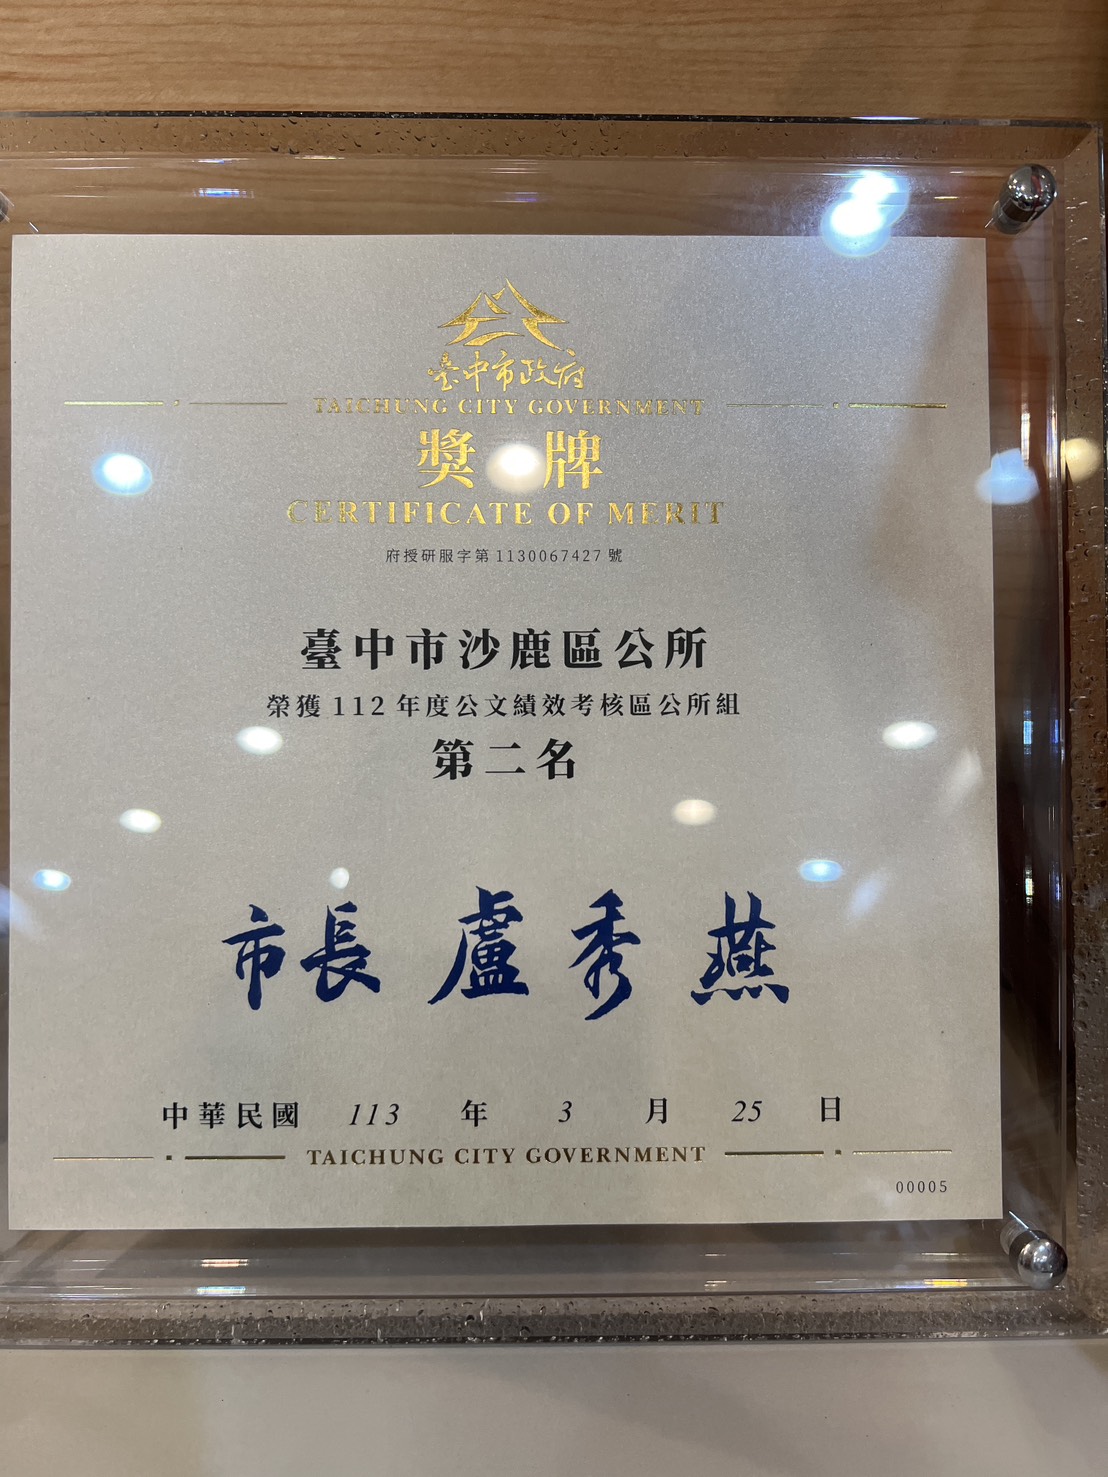 臺中市政府
TAICHUNG CITY GOVERNMENT
獎牌
CERTIFICATE OF MERIT
府授研服字第1130067427號
臺中市沙鹿區公所
榮獲112年度公文績效考核區公所組
第二名
市長 盧秀燕
中華民國 113 年 3 月 25 日
TAICHUNG CITY GOVERNMENT
00005